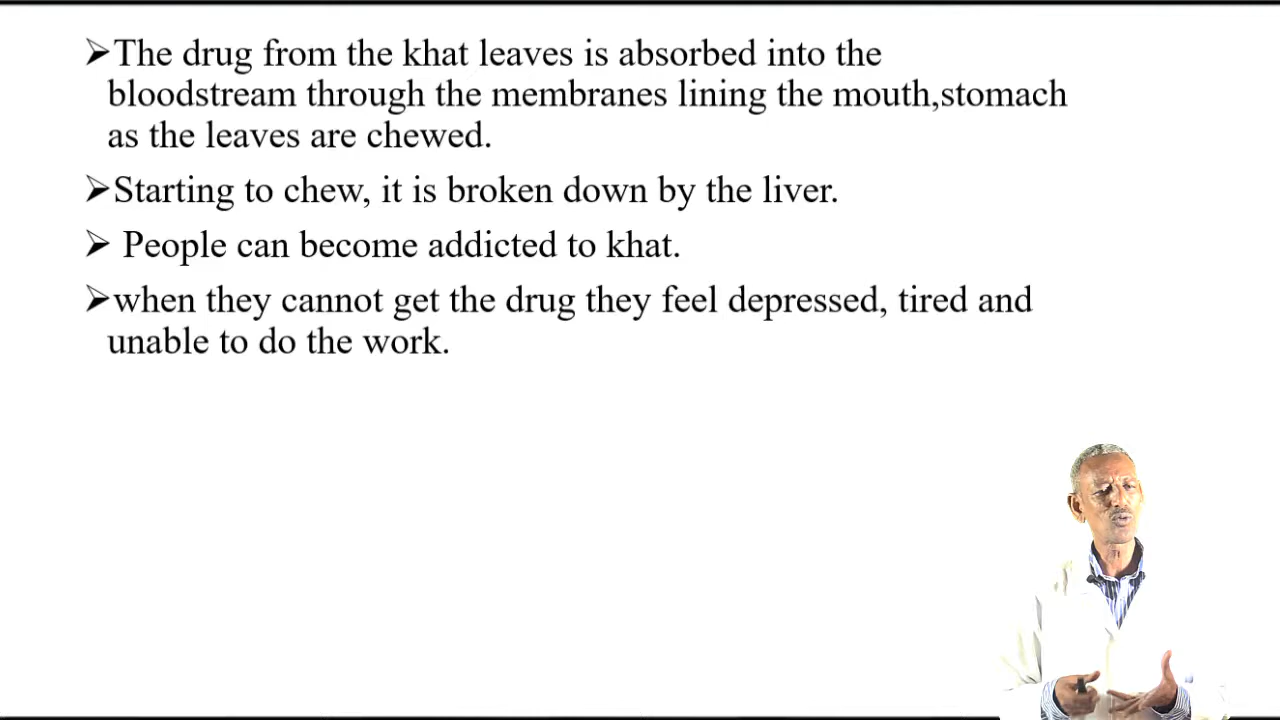 ➢The drug from the khat leaves is absorbed into the
bloodstream through the membranes lining the mouth,stomach
as the leaves are chewed.
➢Starting to chew, it is broken down by the liver.
➢ People can become addicted to khat.
➢when they cannot get the drug they feel depressed, tired and
unable to do the work.